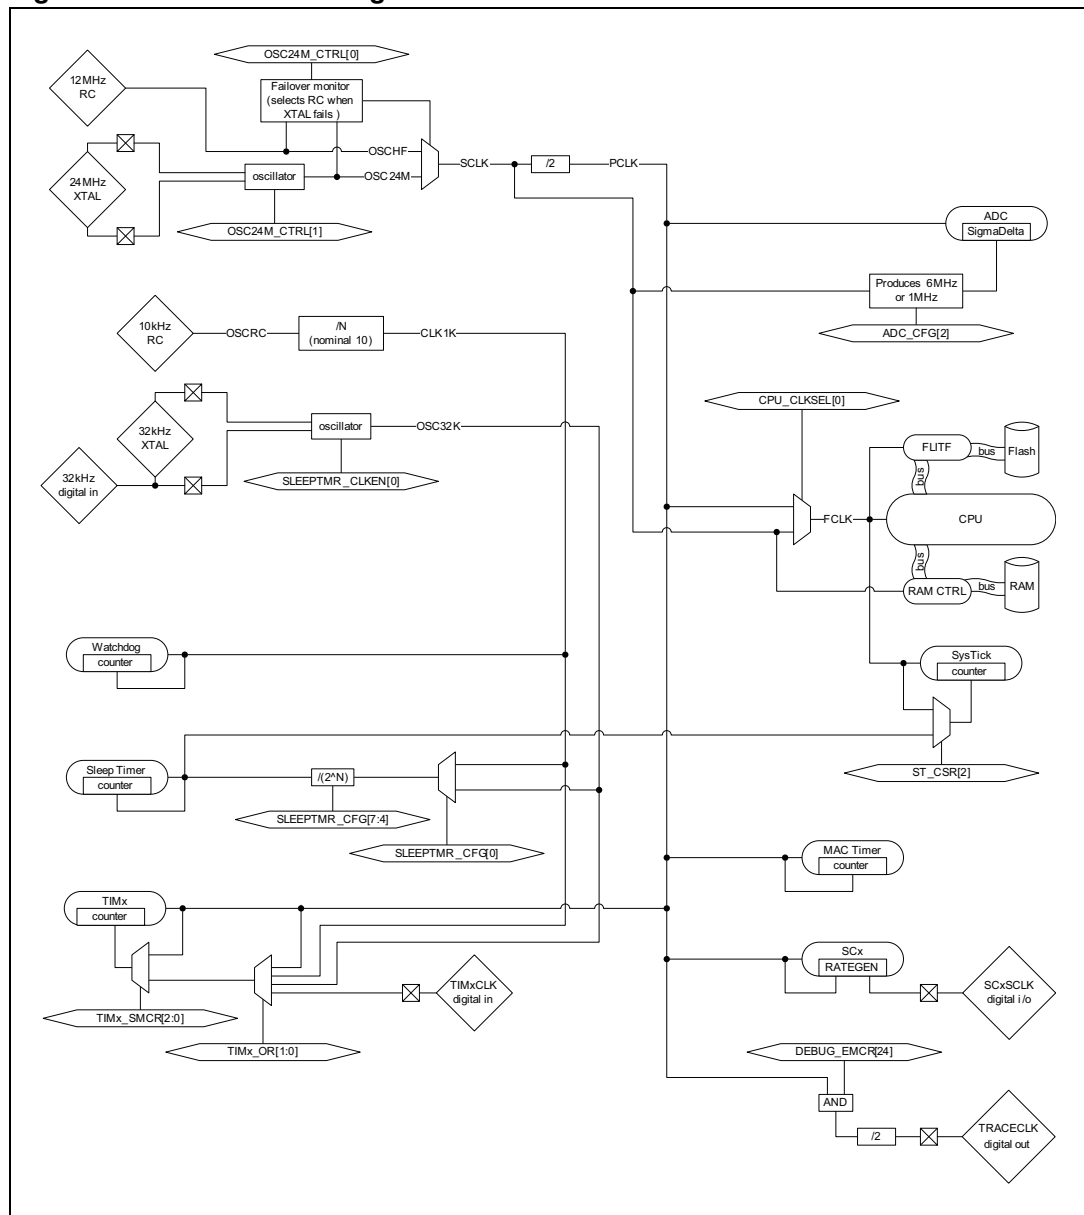 OSC24M_CTRL[0]
12MHz
RC
Failover monitor
(selects RC when
XTAL fails )
OSCHF
SCLK
/2
PCLK
24MHz
XTAL
oscillator
OSC24M
OSC24M_CTRL[1]
ADC
SigmaDelta
Produces 6MHz
or 1MHz
ADC_CFG[2]
10kHz
RC
OSCRC
/N
(nominal 10)
CLK1K
CPU_CLKSEL[0]
32kHz
XTAL
oscillator
OSC32K
32kHz
digital in
SLEEPTMR_CLKEN[0]
FLITF
bus
Flash
bus
FCLK
CPU
bus
RAM CTRL
bus
RAM
Watchdog
counter
SysTick
counter
Sleep Timer
counter
/(2^N)
ST_CSR[2]
SLEEPTMR_CFG[7:4]
SLEEPTMR_CFG[0]
MAC Timer
counter
TIMx
counter
SCx
RATEGEN
TIMxCLK
digital in
SCxSCLK
digital i/o
TIMx_SMCR[2:0]
TIMx_OR[1:0]
DEBUG_EMCR[24]
AND
/2
TRACECLK
digital out